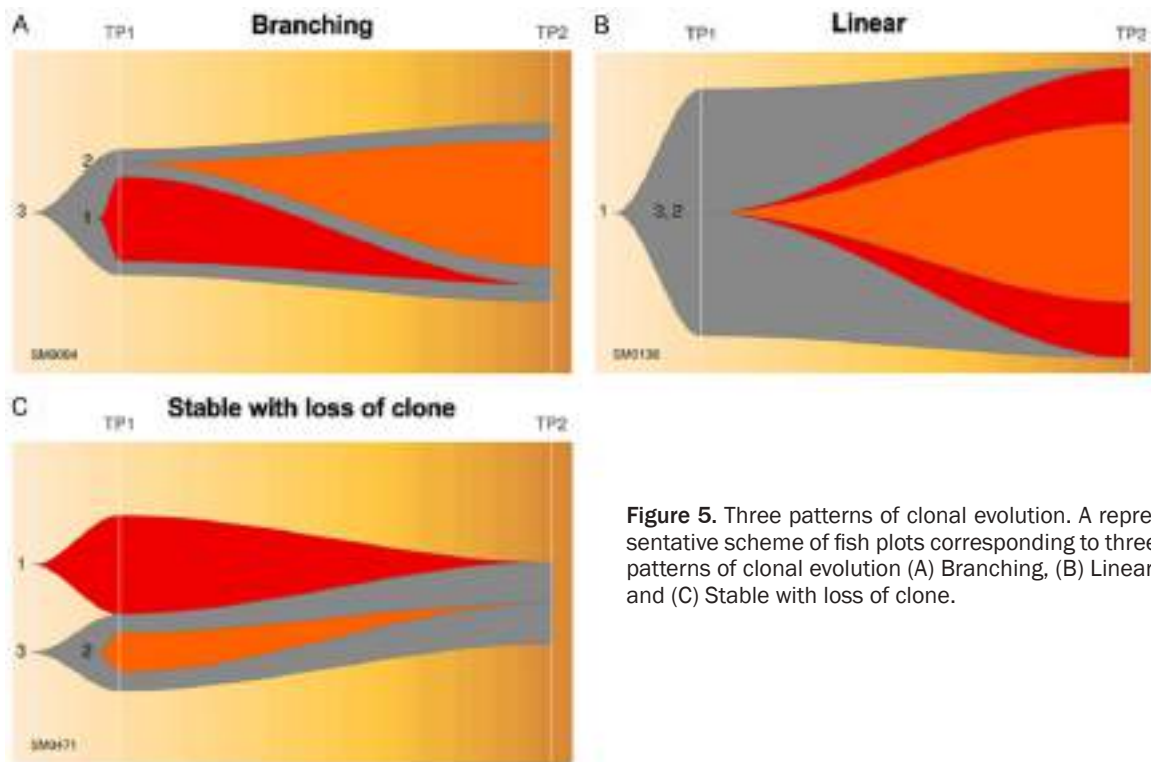 A
Branching
TP1
TP2
2
3
1
B
Linear
TP1
TP2
1
3, 2
C
Stable with loss of clone
TP1
TP2
1
3
2
Figure 5. Three patterns of clonal evolution. A repre-
sentative scheme of fish plots corresponding to three
patterns of clonal evolution (A) Branching, (B) Linear
and (C) Stable with loss of clone.